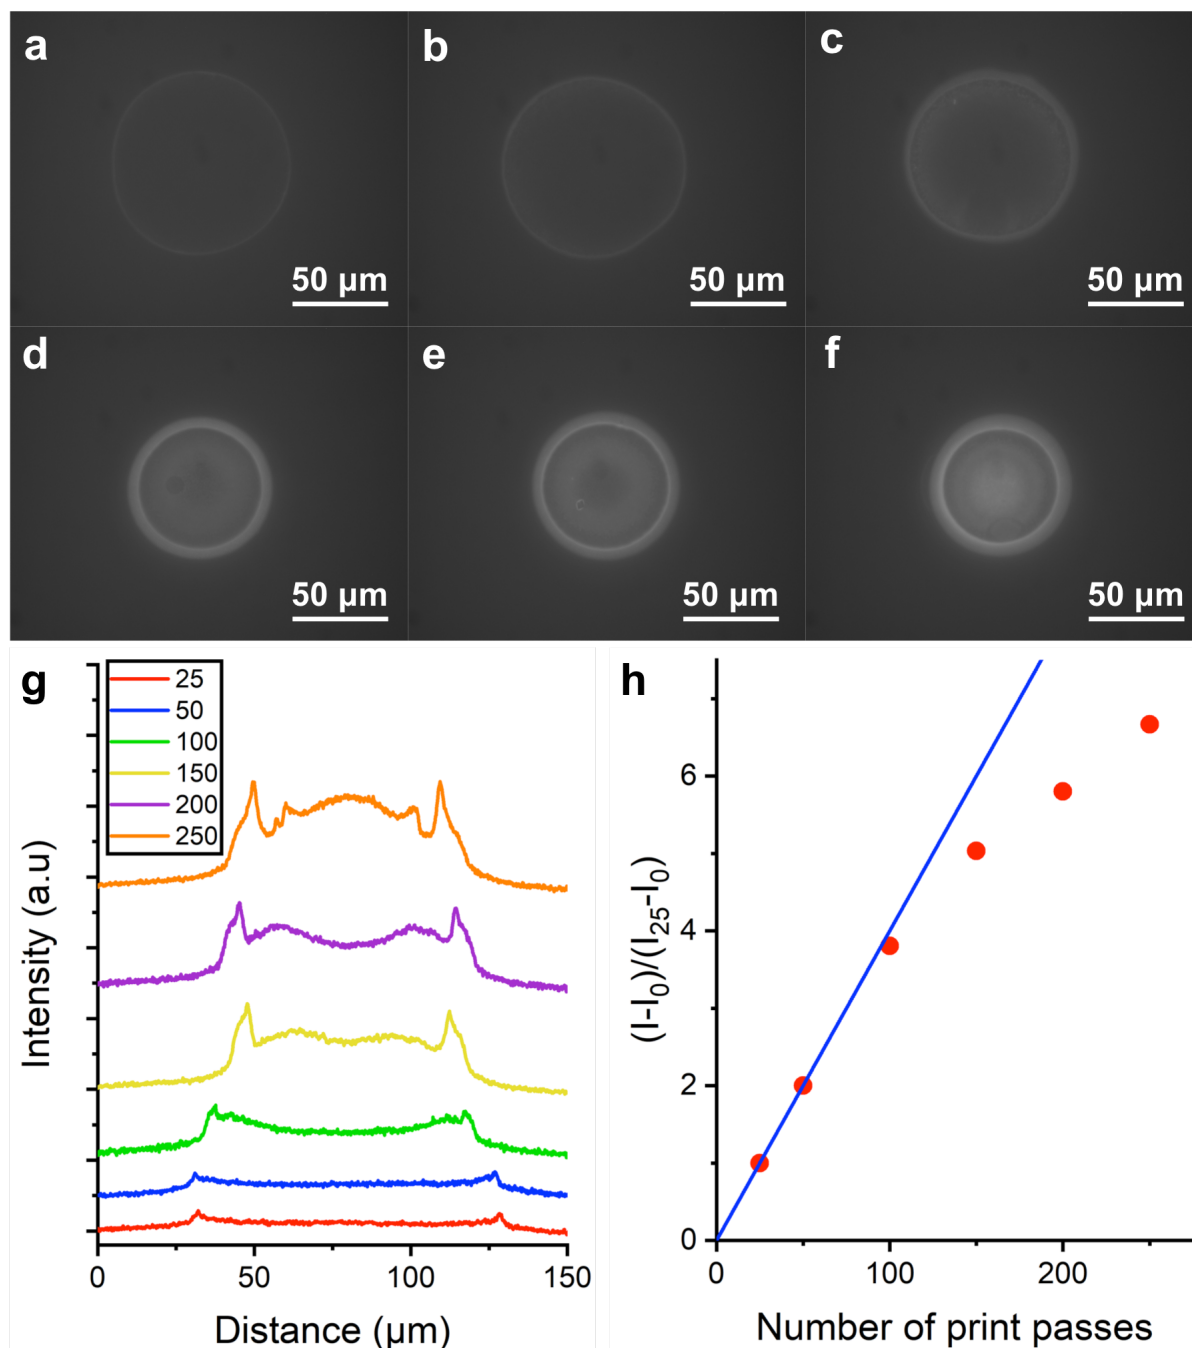 a
b
c
50 µm
50 µm
50 µm
d
e
f
50 µm
50 µm
50 µm
g
25
50
100
150
200
250
Intensity (a.u)
0
50
100
150
Distance (µm)
h
(I-I₀)/(I₂₅-I₀)
6
4
2
0
0
100
200
Number of print passes